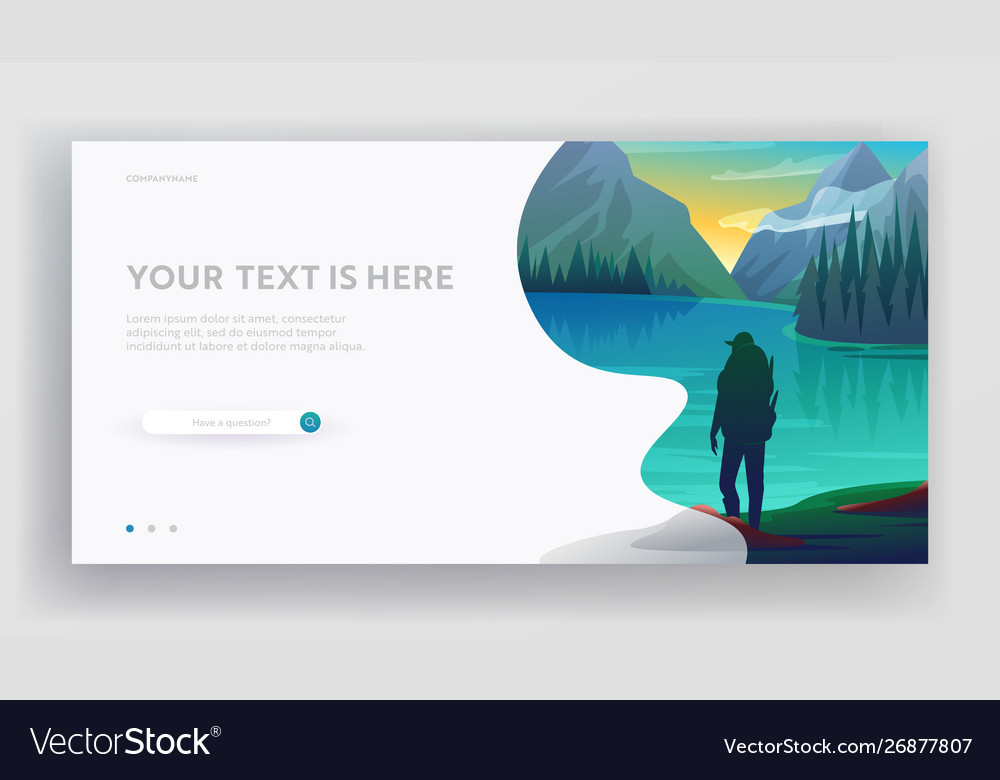 COMPANYNAME
YOUR TEXT IS HERE
Lorem ipsum dolor sit amet, consectetur
adipiscing elit, sed do eiusmod tempor
incididunt ut labore et dolore magna aliqua.
Have a question?
VectorStock®
VectorStock.com/26877807